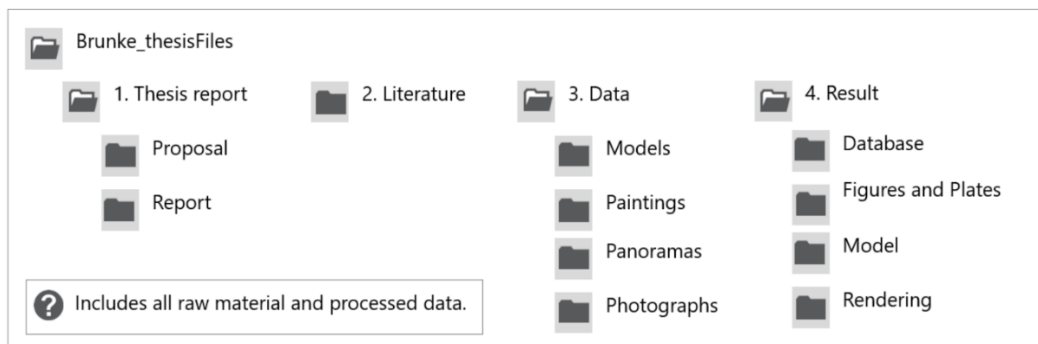 Brunke_thesisFiles
1. Thesis report
Proposal
Report
2. Literature
3. Data
Models
Paintings
Panoramas
Photographs
4. Result
Database
Figures and Plates
Model
Rendering
? Includes all raw material and processed data.